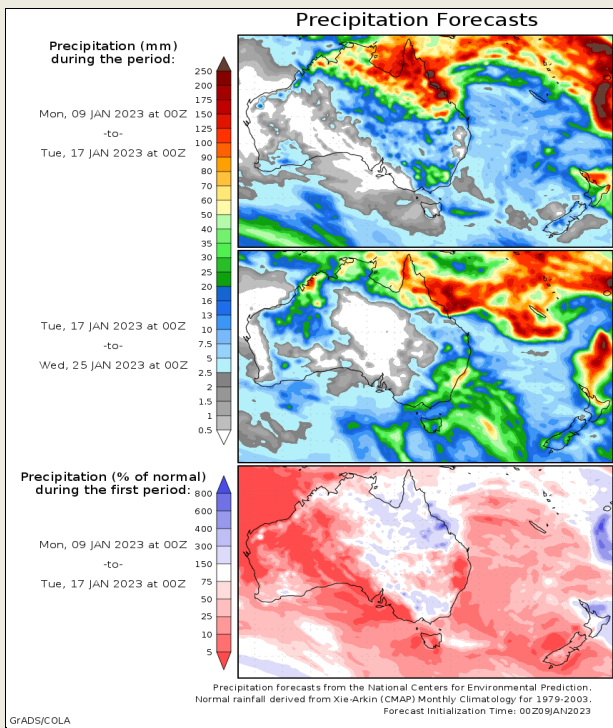 Precipitation Forecasts
Precipitation (mm)
during the period:
Mon, 09 JAN 2023 at 00Z
-to-
Tue, 17 JAN 2023 at 00Z
250
200
175
150
125
100
90
80
70
60
50
40
35
30
25
20
16
13
10
7.5
5
2.5
2
1.5
1
0.5
Tue, 17 JAN 2023 at 00Z
-to-
Wed, 25 JAN 2023 at 00Z
Precipitation (% of normal)
during the first period:
Mon, 09 JAN 2023 at 00Z
-to-
Tue, 17 JAN 2023 at 00Z
800
600
400
300
150
75
50
25
10
5
Precipitation forecasts from the National Centers for Environmental Prediction.
Normal rainfall derived from Xie-Arkin (CMAP) Monthly Climatology for 1979-2003.
Forecast Initialization Time: 00Z09JAN2023
GrADS/COLA